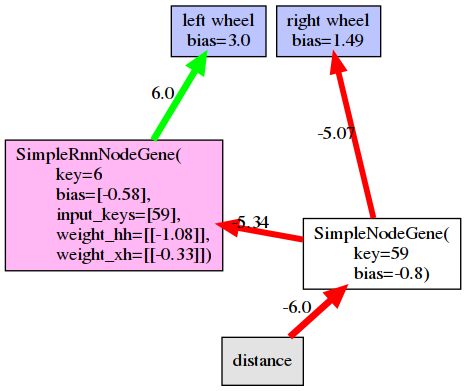 left wheel
bias=3.0
right wheel
bias=1.49
6.0
-5.07
SimpleRnnNodeGene(
key=6
bias=[-0.58],
input_keys=[59],
weight_hh=[[-1.08]],
weight_xh=[[-0.33]])
-5.34
SimpleNodeGene(
key=59
bias=-0.8)
-6.0
distance